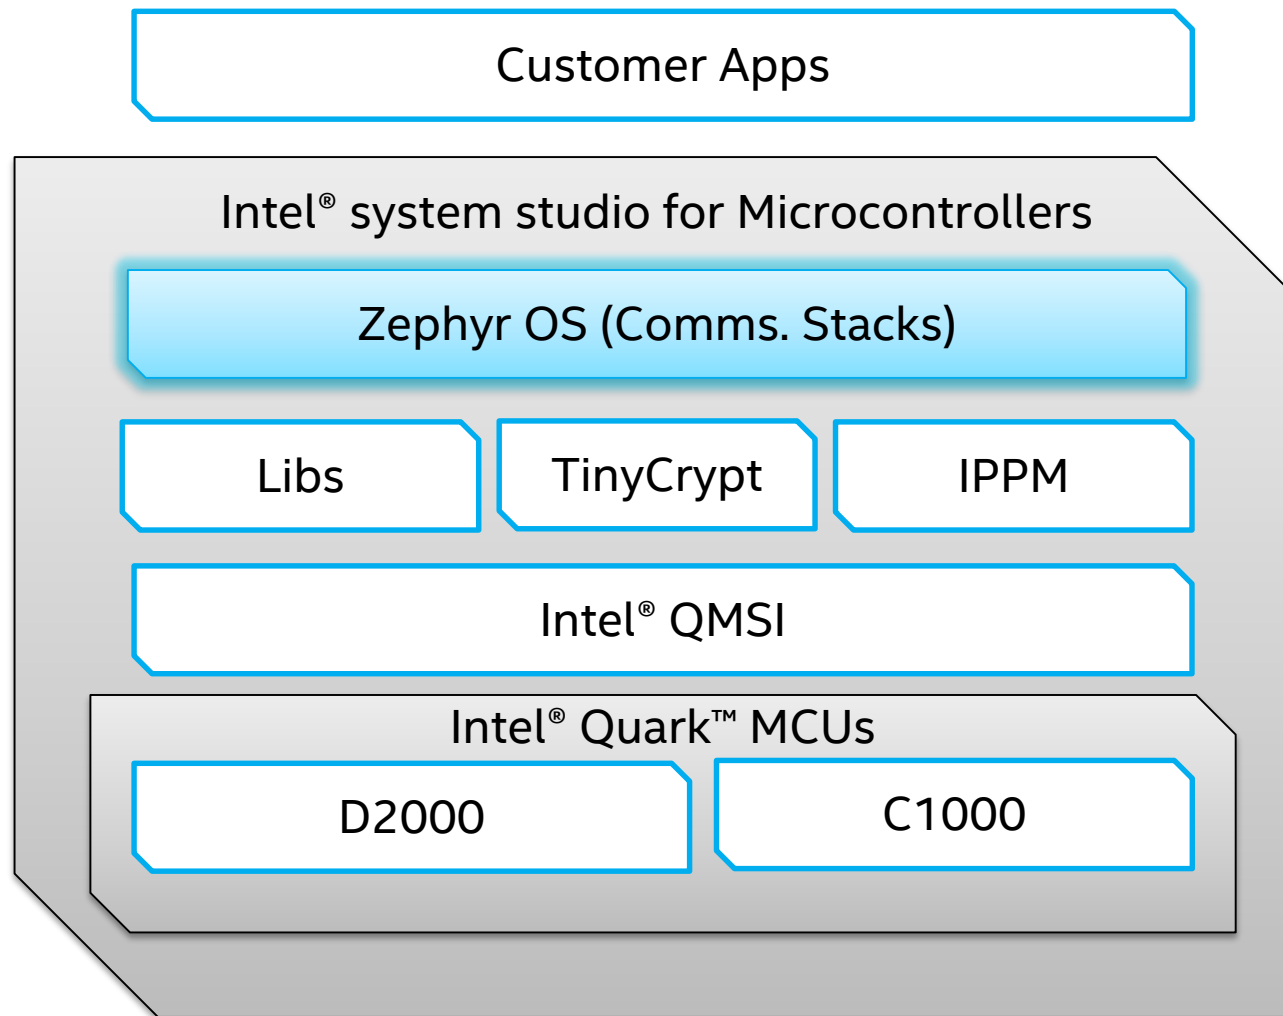 Customer Apps
Intel® system studio for Microcontrollers
Zephyr OS (Comms. Stacks)
Libs
TinyCrypt
IPPM
Intel® QMSI
Intel® Quark™ MCUs
D2000
C1000